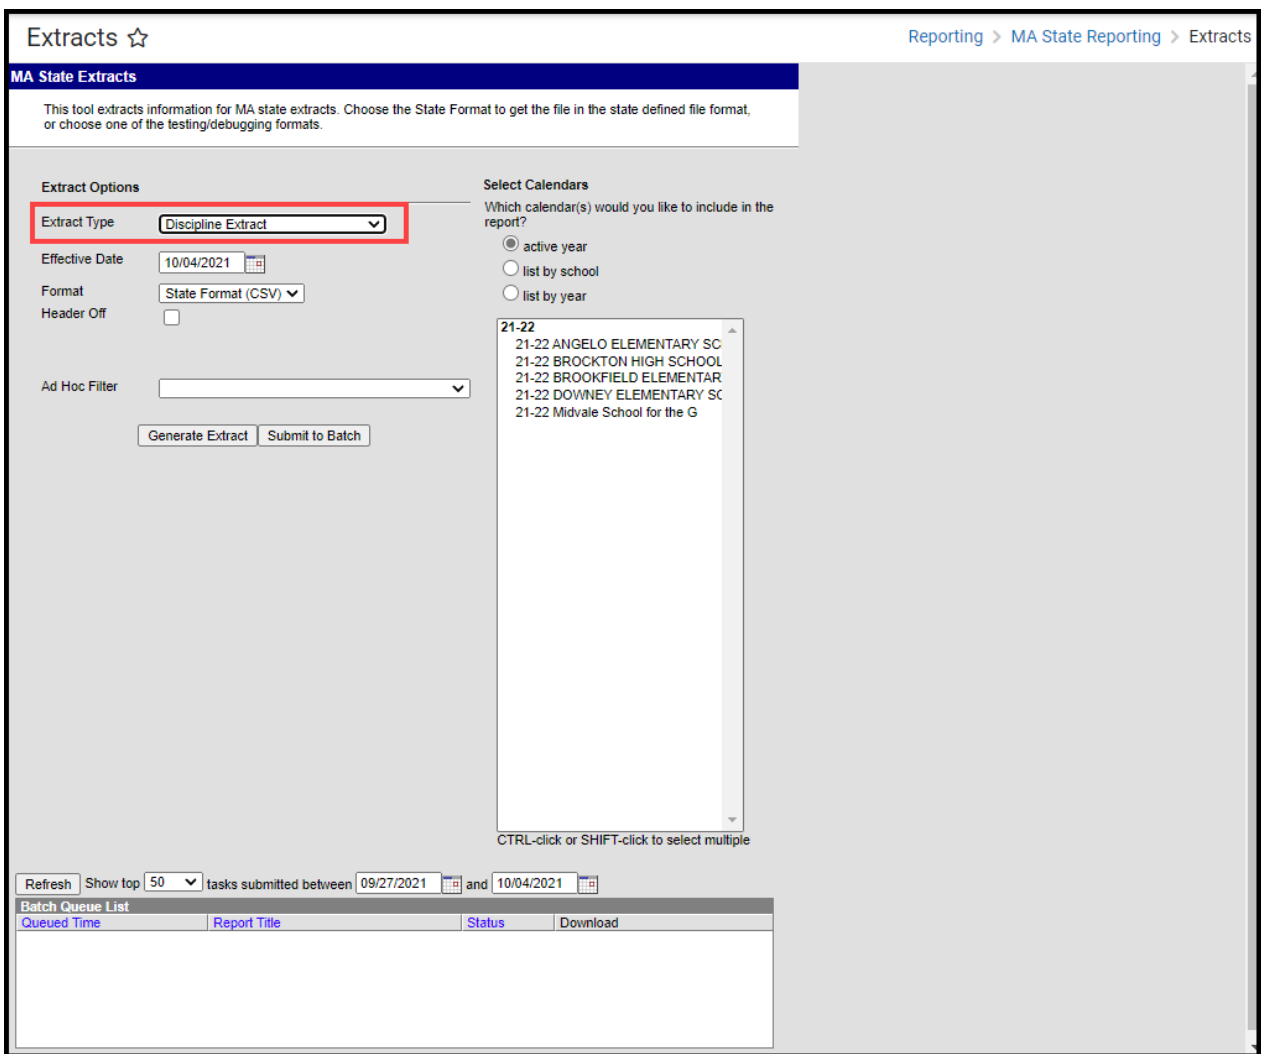 Extracts
Reporting > MA State Reporting > Extracts
MA State Extracts
This tool extracts information for MA state extracts. Choose the State Format to get the file in the state defined file format,
or choose one of the testing/debugging formats.
Extract Options
Extract Type Discipline Extract
Effective Date 10/04/2021
Format State Format (CSV)
Header Off
Ad Hoc Filter
Generate Extract Submit to Batch
Select Calendars
Which calendar(s) would you like to include in the
report?
active year
list by school
list by year
21-22
21-22 ANGELO ELEMENTARY SC
21-22 BROCKTON HIGH SCHOOL
21-22 BROOKFIELD ELEMENTAR
21-22 DOWNEY ELEMENTARY SC
21-22 Midvale School for the G
CTRL-click or SHIFT-click to select multiple
Refresh Show top 50 tasks submitted between 09/27/2021 and 10/04/2021
Batch Queue List
Queued Time Report Title Status Download